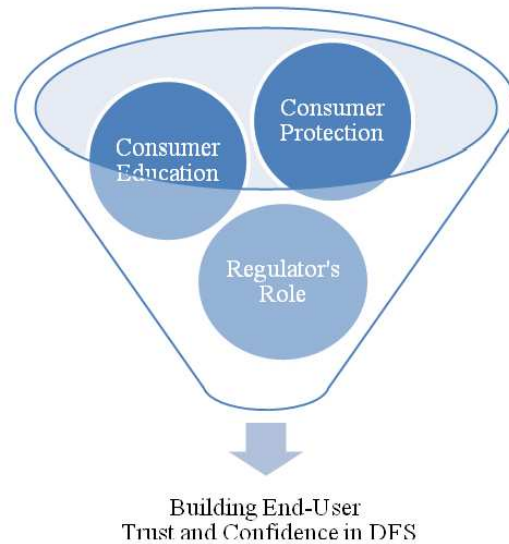 Consumer
Protection
Consumer
Education
Regulator's
Role
Building End-User
Trust and Confidence in DFS